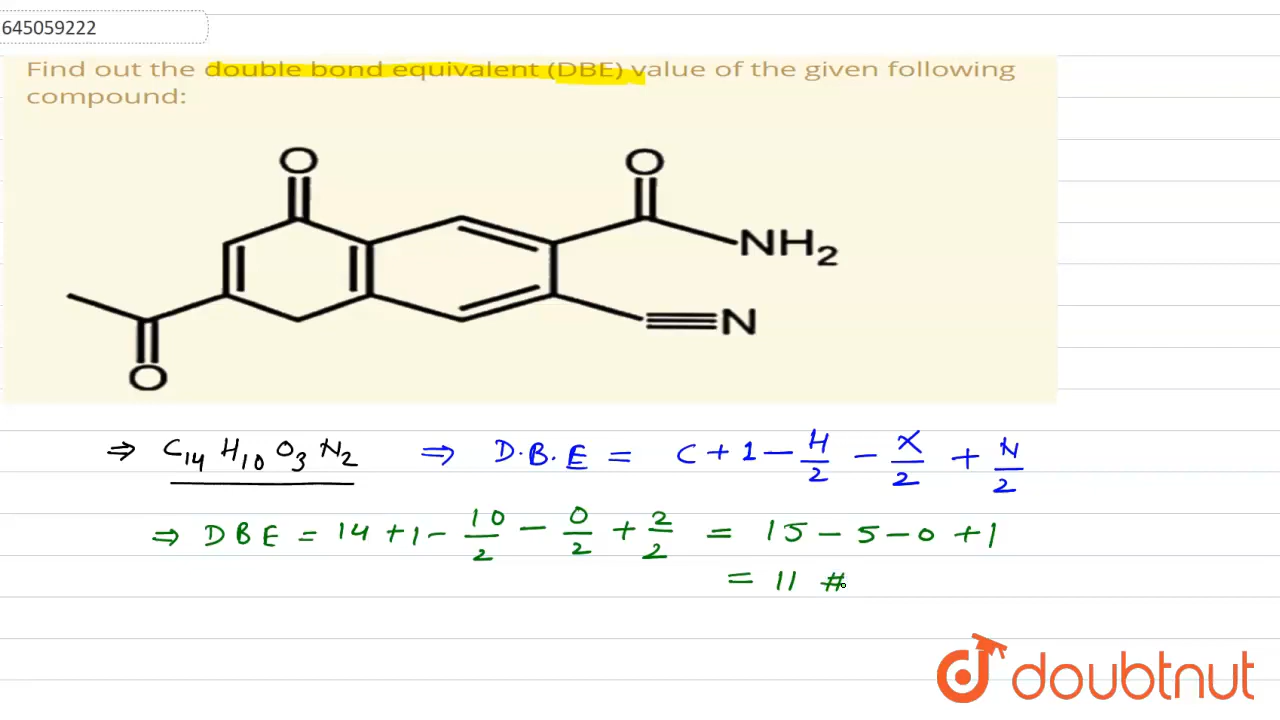 645059222
Find out the double bond equivalent (DBE) value of the given following
compound:
O
O
NH2
N
O
⇒ C14 H10 O3 N2 ⇒ D.B.E = C + 1 - H/2 - X/2 + N/2
⇒ DBE = 14 + 1 - 10/2 - 0/2 + 2/2 = 15 - 5 - 0 + 1
= 11 #
doubtnut